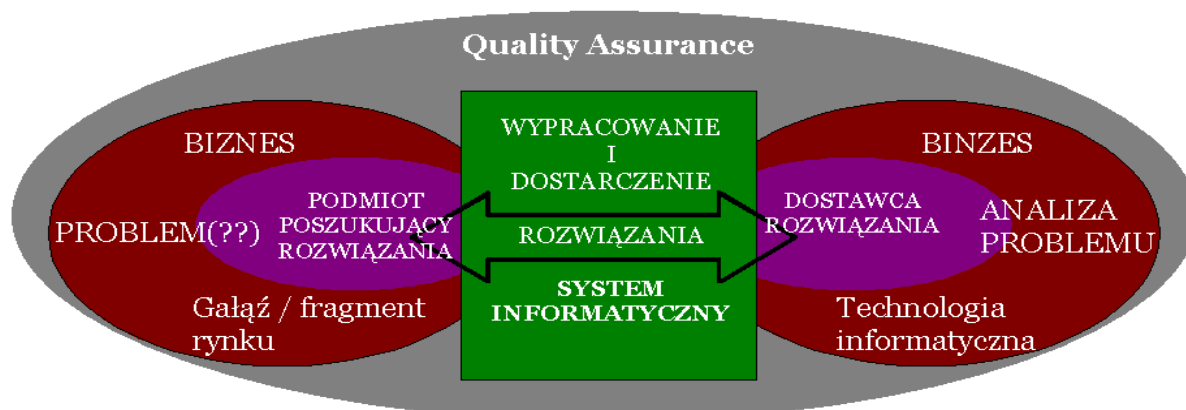 Quality Assurance
BIZNES
PROBLEM(??)
PODMIOT
POSZUKUJĄCY
ROZWIĄZANIA
Gałąź / fragment
rynku
WYPRACOWANIE
I
DOSTARCZENIE
ROZWIĄZANIA
SYSTEM
INFORMATYCZNY
BINZES
DOSTAWCA
ROZWIĄZANIA
ANALIZA
PROBLEMU
Technologia
informatyczna